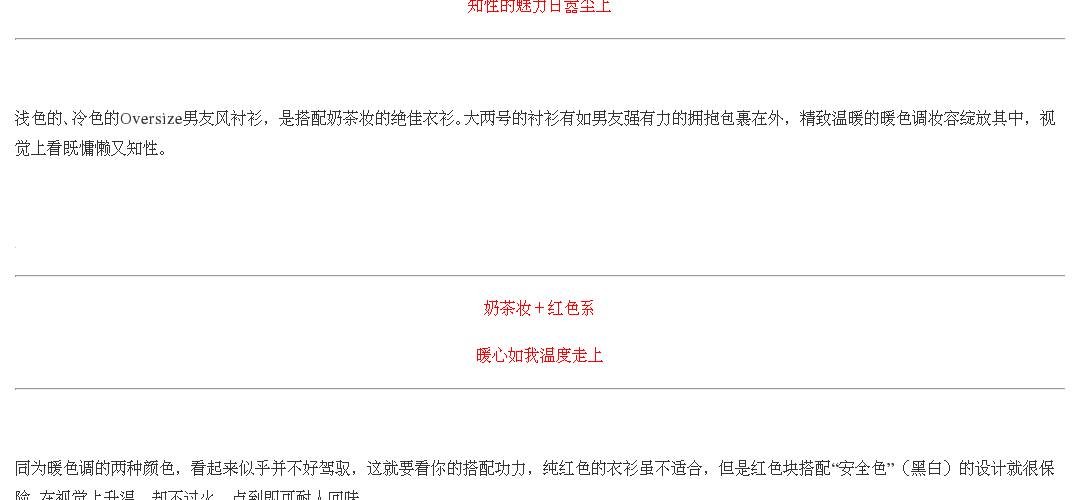 知性的魅力日嚣尘上
浅色的、冷色的Oversize男友风衬衫，是搭配奶茶妆的绝佳衣衫。大两号的衬衫有如男友强有力的拥抱包裹在外，精致温暖的暖色调妆容绽放其中，视
觉上看既慵懒又知性。
奶茶妆＋红色系
暖心如我温度走上
同为暖色调的两种颜色，看起来似乎并不好驾驭，这就要看你的搭配功力，纯红色的衣衫虽不适合，但是红色块搭配“安全色”（黑白）的设计就很保
险，在视觉上升温，却不过火，点到即可耐人回味